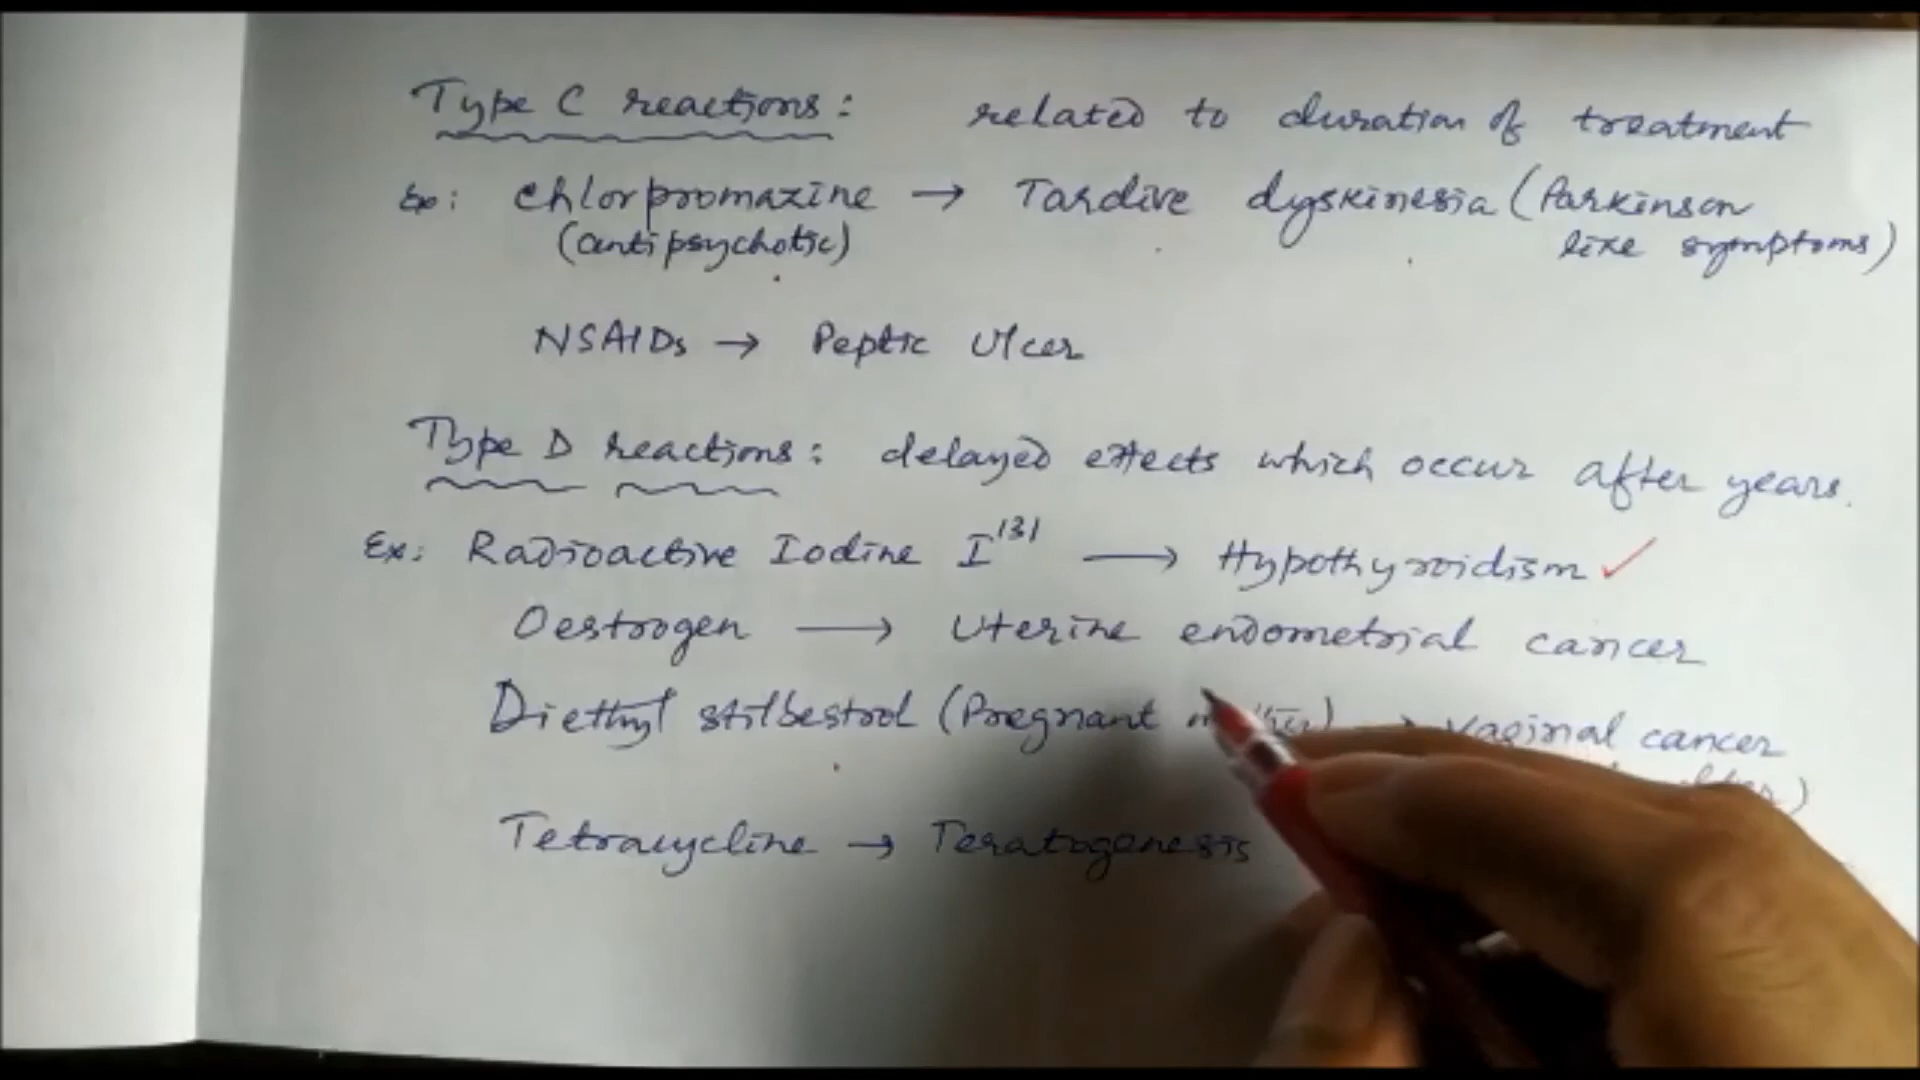 Type C reactions: related to duration of treatment
Ex: Chlorpromazine → Tardive dyskinesia (Parkinson
(antipsychotic) like symptoms)
NSAIDs → Peptic Ulcer
Type D reactions: delayed effects which occur after years.
Ex: Radioactive Iodine I¹³¹ → Hypothyroidism ✓
Oestrogen → Uterine endometrial cancer
Diethyl stilbestrol (Pregnant → Vaginal cancer
Tetracycline → Teratogenesis